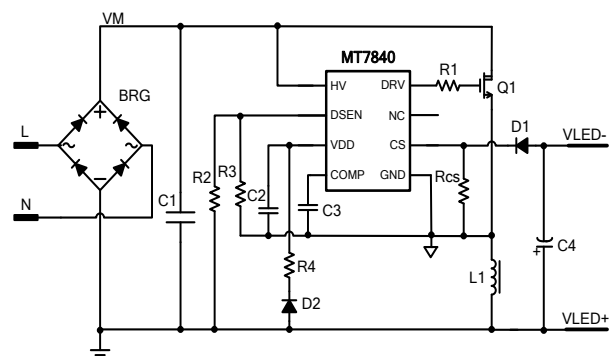 VM
MT7840
BRG
HV
DRV
R1
Q1
DSEN
NC
D1
VLED-
L
VDD
CS
R2
R3
C2
COMP
GND
Rcs
N
C1
C3
C4
+
R4
L1
D2
VLED+